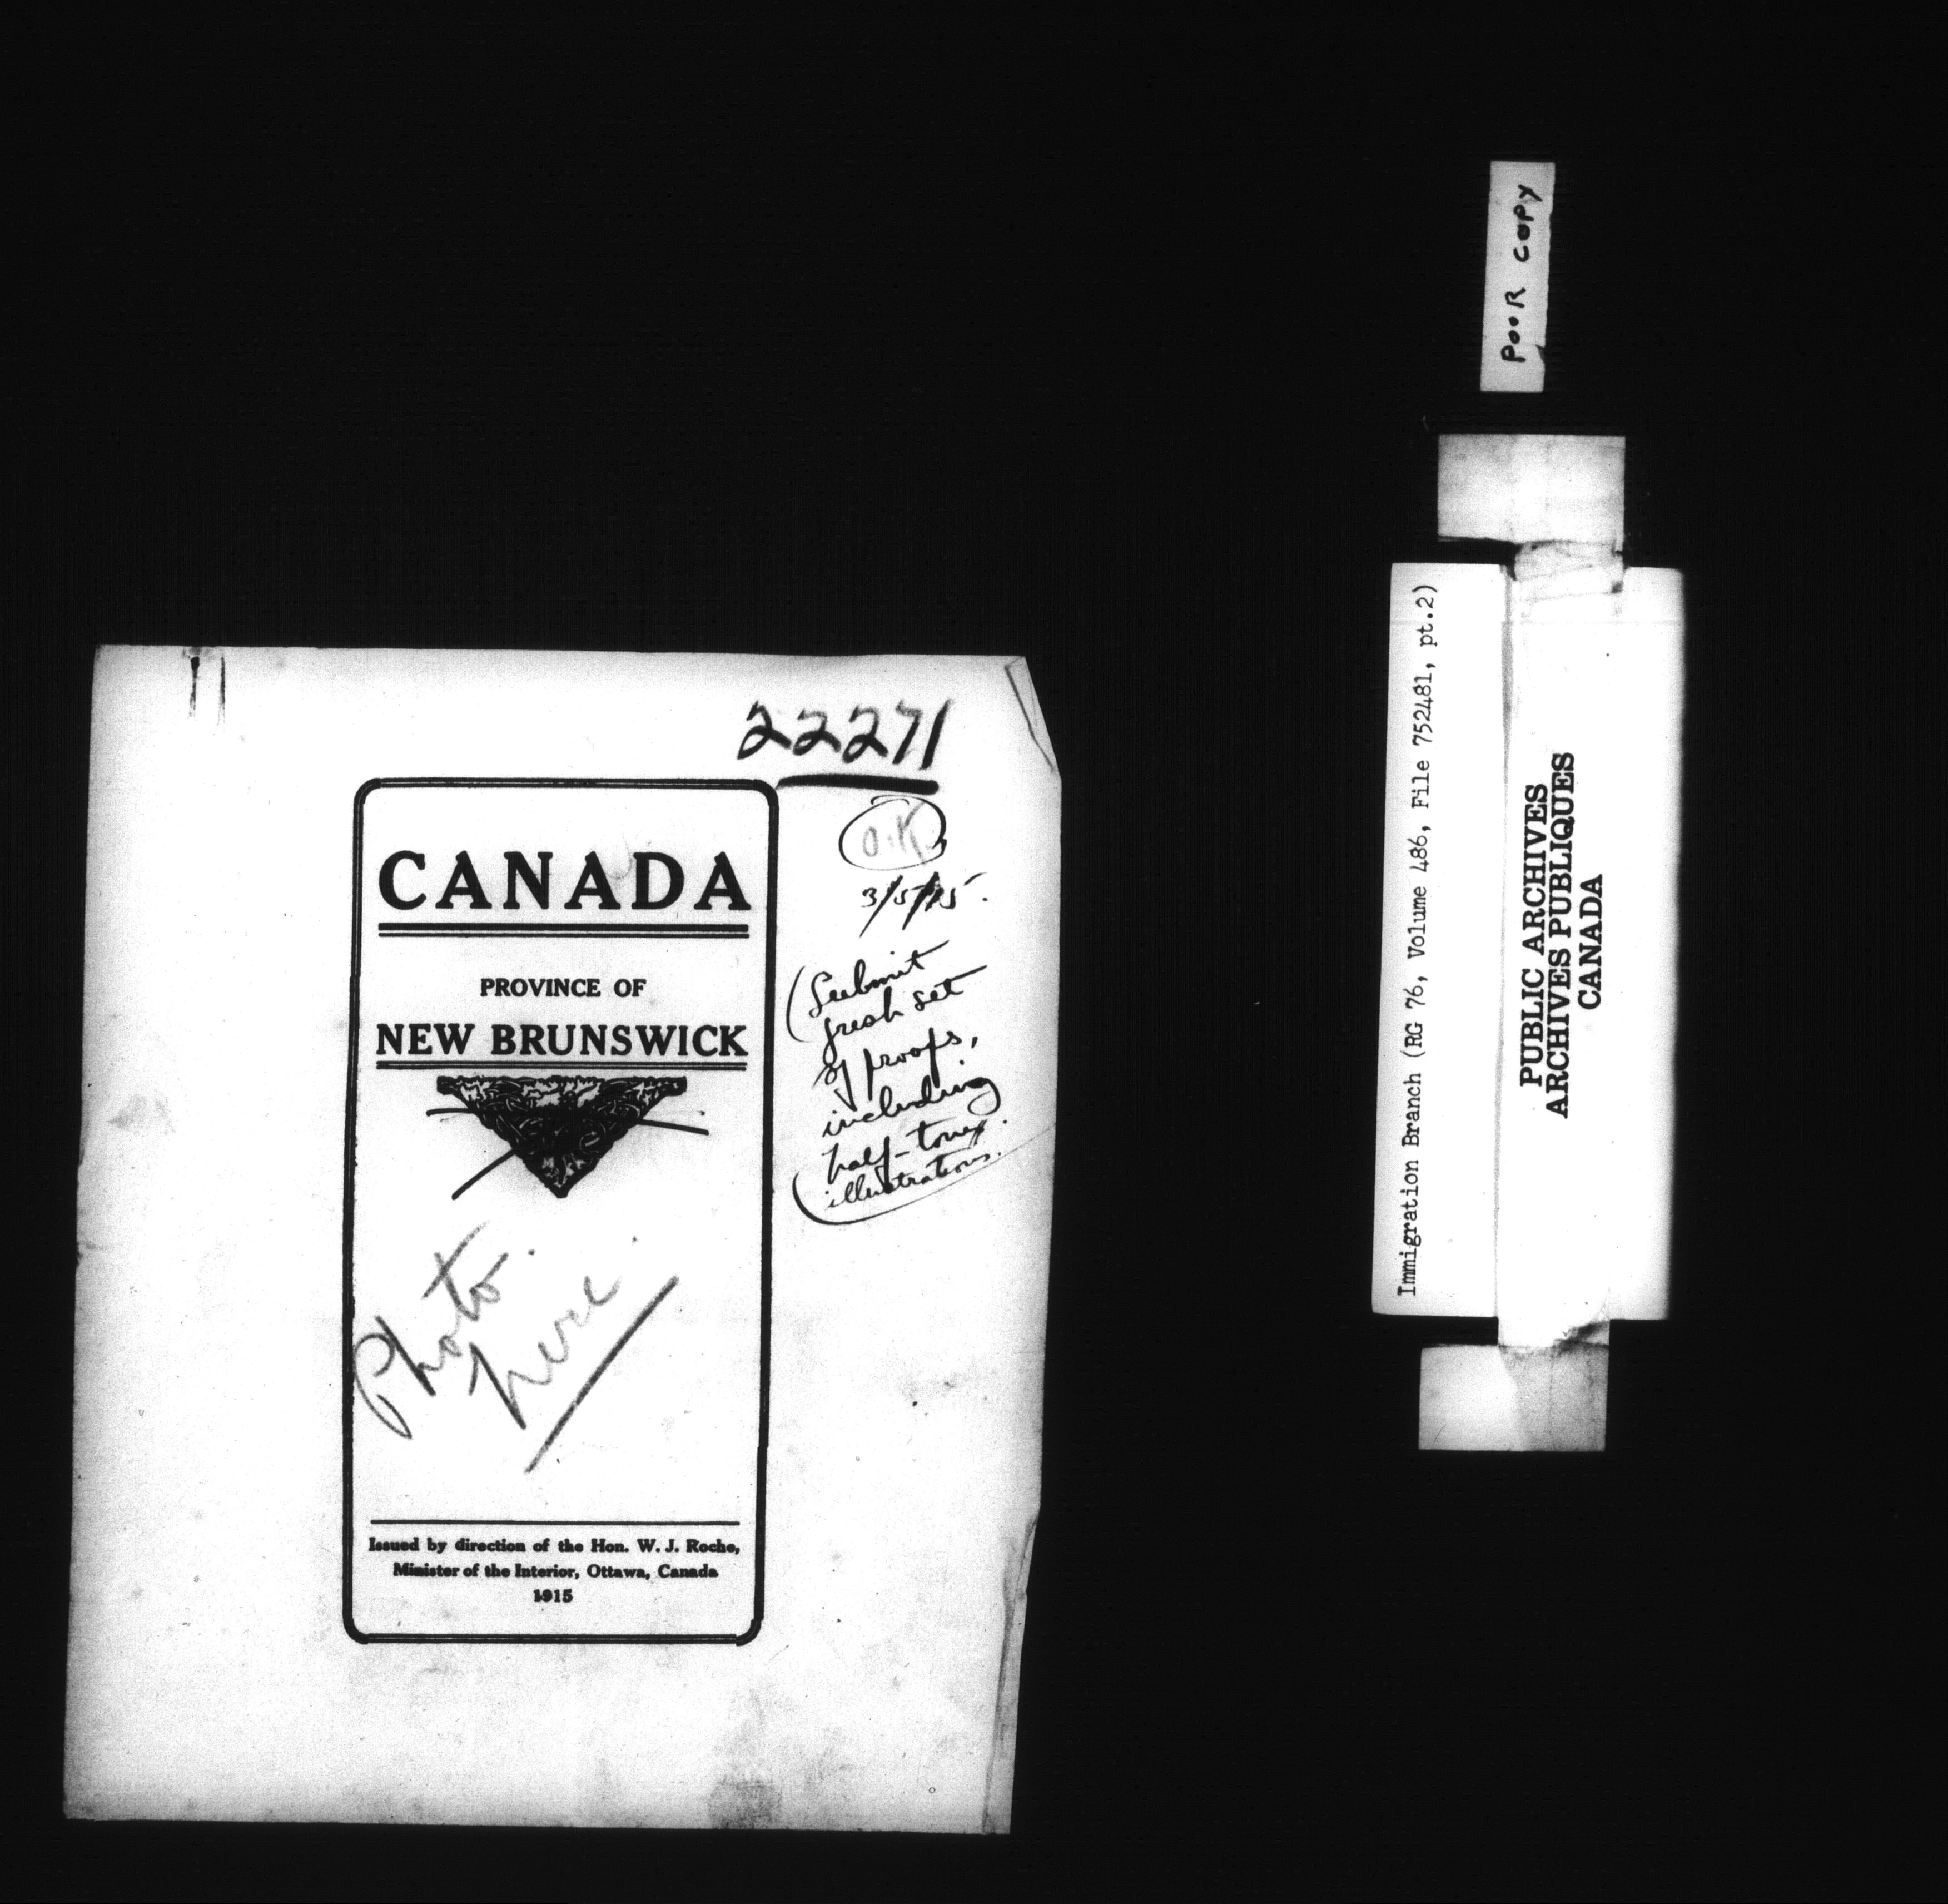 22271
O.K.
3/5/15.
(Submit
fresh set
of proofs,
including
half-tone
illustrations.
CANADA
PROVINCE OF
NEW BRUNSWICK
Photo
here
Issued by direction of the Hon. W. J. Roche,
Minister of the Interior, Ottawa, Canada
1915
POOR COPY
Immigration Branch (RG 76, Volume 486, File 752481, pt.2)
PUBLIC ARCHIVES
ARCHIVES PUBLIQUES
CANADA